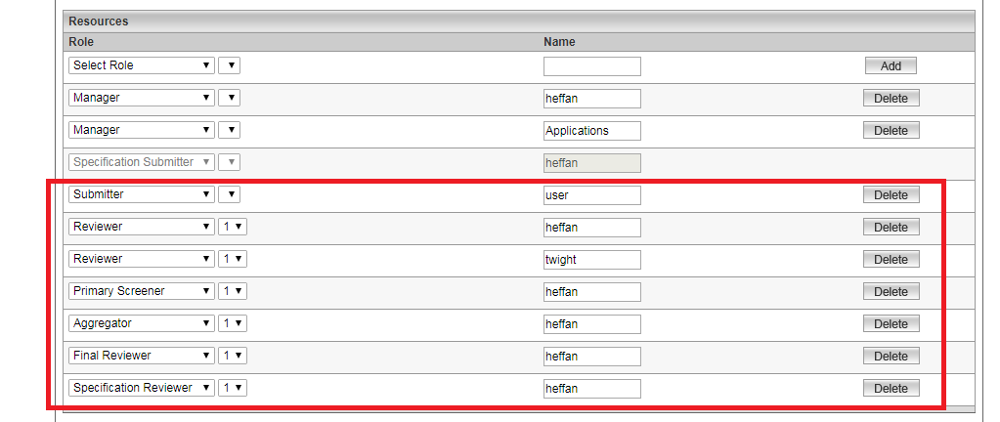 Resources
Role Name
Select Role Add
Manager heffan Delete
Manager Applications Delete
Specification Submitter heffan
Submitter user Delete
Reviewer 1 heffan Delete
Reviewer 1 twight Delete
Primary Screener 1 heffan Delete
Aggregator 1 heffan Delete
Final Reviewer 1 heffan Delete
Specification Reviewer 1 heffan Delete